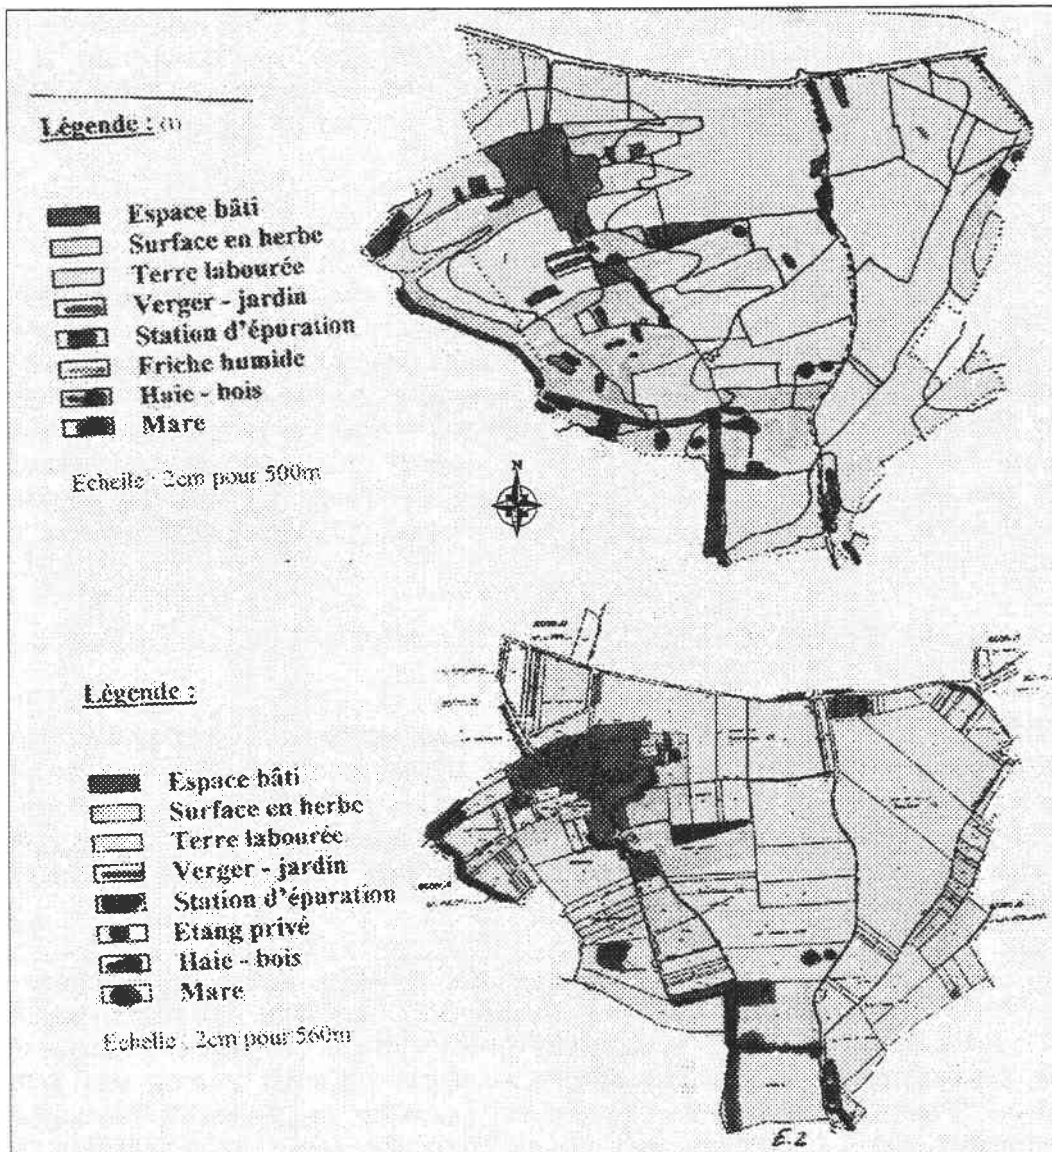 Légende : (1)
Espace bâti
Surface en herbe
Terre labourée
Verger - jardin
Station d'épuration
Friche humide
Haie - bois
Mare
Echelle : 2cm pour 500m
N
Légende :
Espace bâti
Surface en herbe
Terre labourée
Verger - jardin
Station d'épuration
Etang privé
Haie - bois
Mare
Echelle : 2cm pour 560m
E.2